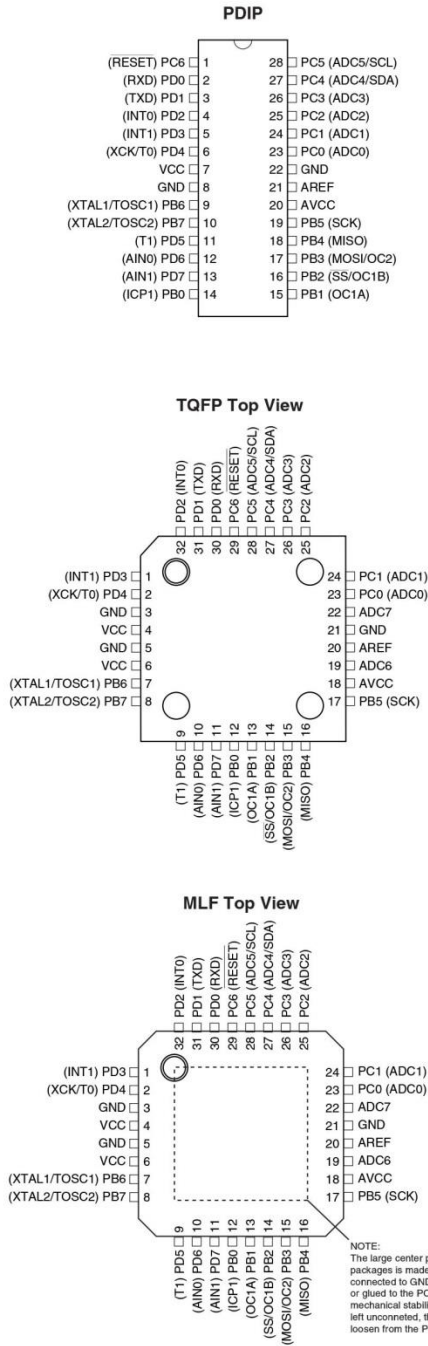 PDIP
(RESET) PC6 1 28 PC5 (ADC5/SCL)
(RXD) PD0 2 27 PC4 (ADC4/SDA)
(TXD) PD1 3 26 PC3 (ADC3)
(INT0) PD2 4 25 PC2 (ADC2)
(INT1) PD3 5 24 PC1 (ADC1)
(XCK/T0) PD4 6 23 PC0 (ADC0)
VCC 7 22 GND
GND 8 21 AREF
(XTAL1/TOSC1) PB6 9 20 AVCC
(XTAL2/TOSC2) PB7 10 19 PB5 (SCK)
(T1) PD5 11 18 PB4 (MISO)
(AIN0) PD6 12 17 PB3 (MOSI/OC2)
(AIN1) PD7 13 16 PB2 (SS/OC1B)
(ICP1) PB0 14 15 PB1 (OC1A)
TQFP Top View
32 PD2 (INT0)
31 PD1 (TXD)
30 PD0 (RXD)
29 PC6 (RESET)
28 PC5 (ADC5/SCL)
27 PC4 (ADC4/SDA)
26 PC3 (ADC3)
25 PC2 (ADC2)
(INT1) PD3 1 24 PC1 (ADC1)
(XCK/T0) PD4 2 23 PC0 (ADC0)
GND 3 22 ADC7
VCC 4 21 GND
GND 5 20 AREF
VCC 6 19 ADC6
(XTAL1/TOSC1) PB6 7 18 AVCC
(XTAL2/TOSC2) PB7 8 17 PB5 (SCK)
(T1) PD5 9
(AIN0) PD6 10
(AIN1) PD7 11
(ICP1) PB0 12
(OC1A) PB1 13
(SS/OC1B) PB2 14
(MOSI/OC2) PB3 15
(MISO) PB4 16
MLF Top View
32 PD2 (INT0)
31 PD1 (TXD)
30 PD0 (RXD)
29 PC6 (RESET)
28 PC5 (ADC5/SCL)
27 PC4 (ADC4/SDA)
26 PC3 (ADC3)
25 PC2 (ADC2)
(INT1) PD3 1 24 PC1 (ADC1)
(XCK/T0) PD4 2 23 PC0 (ADC0)
GND 3 22 ADC7
VCC 4 21 GND
GND 5 20 AREF
VCC 6 19 ADC6
(XTAL1/TOSC1) PB6 7 18 AVCC
(XTAL2/TOSC2) PB7 8 17 PB5 (SCK)
(T1) PD5 9
(AIN0) PD6 10
(AIN1) PD7 11
(ICP1) PB0 12
(OC1A) PB1 13
(SS/OC1B) PB2 14
(MOSI/OC2) PB3 15
(MISO) PB4 16
NOTE:
The large center
packages is made
connected to GND
or glued to the PC
mechanical stabili
left unconneted, t
loosen from the P